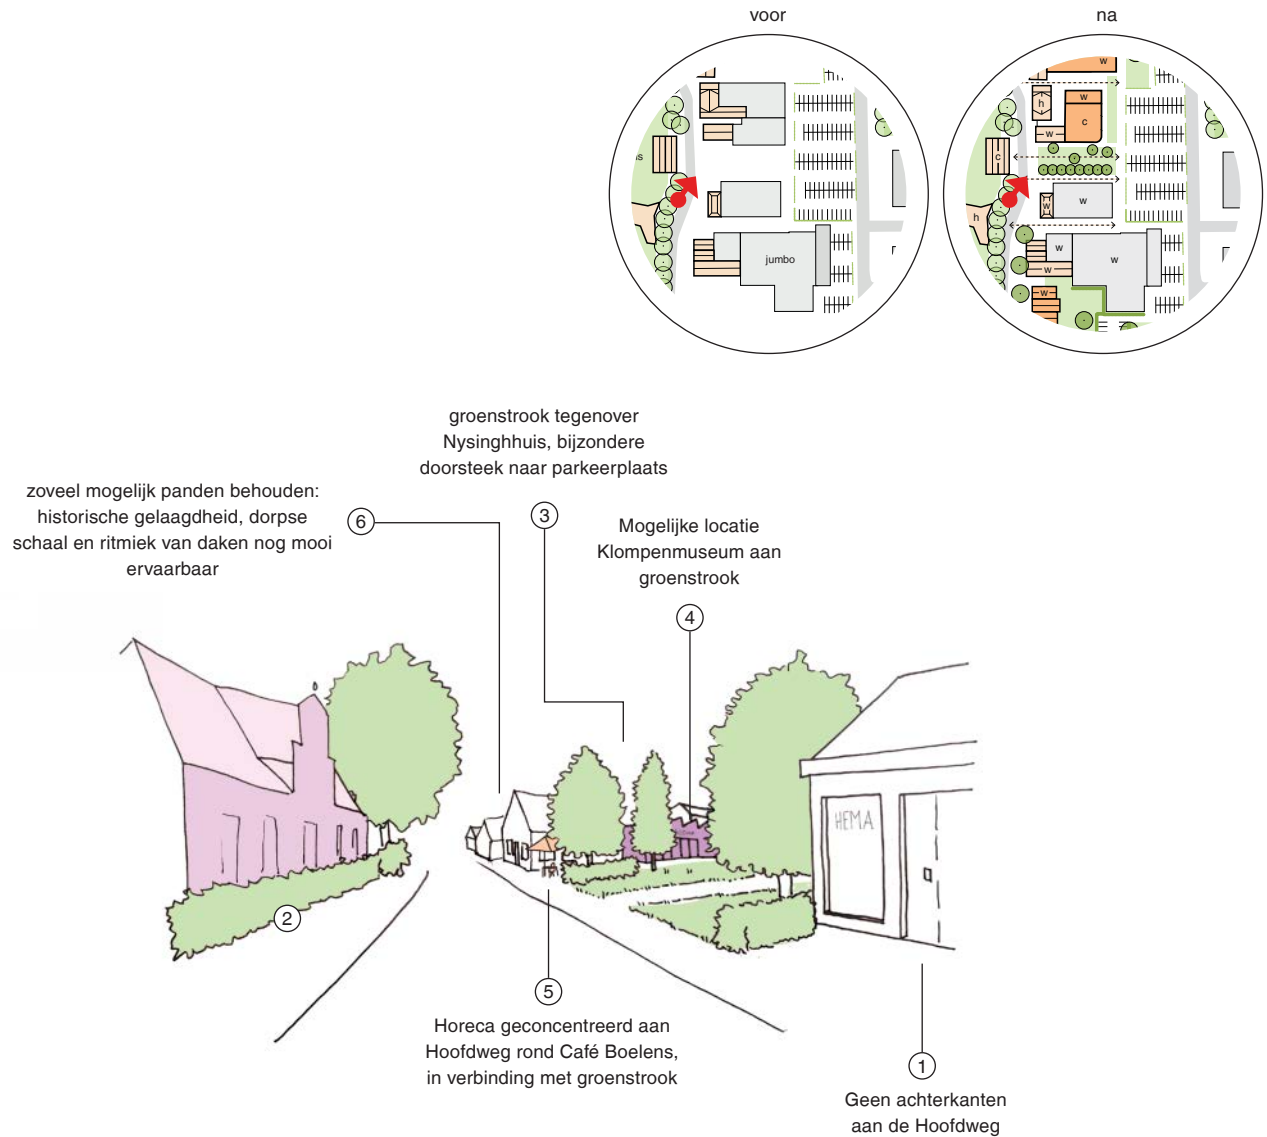 voor
na
s
jumbo
w
h
w
c
w
c
w
w
h
w
w
w
w
groenstrook tegenover
Nysinghhuis, bijzondere
doorsteek naar parkeerplaats
zoveel mogelijk panden behouden:
historische gelaagdheid, dorpse
schaal en ritmiek van daken nog mooi
ervaarbaar
6
3
Mogelijke locatie
Klompenmuseum aan
groenstrook
4
HEMA
2
5
Horeca geconcentreerd aan
Hoofdweg rond Café Boelens,
in verbinding met groenstrook
1
Geen achterkanten
aan de Hoofdweg